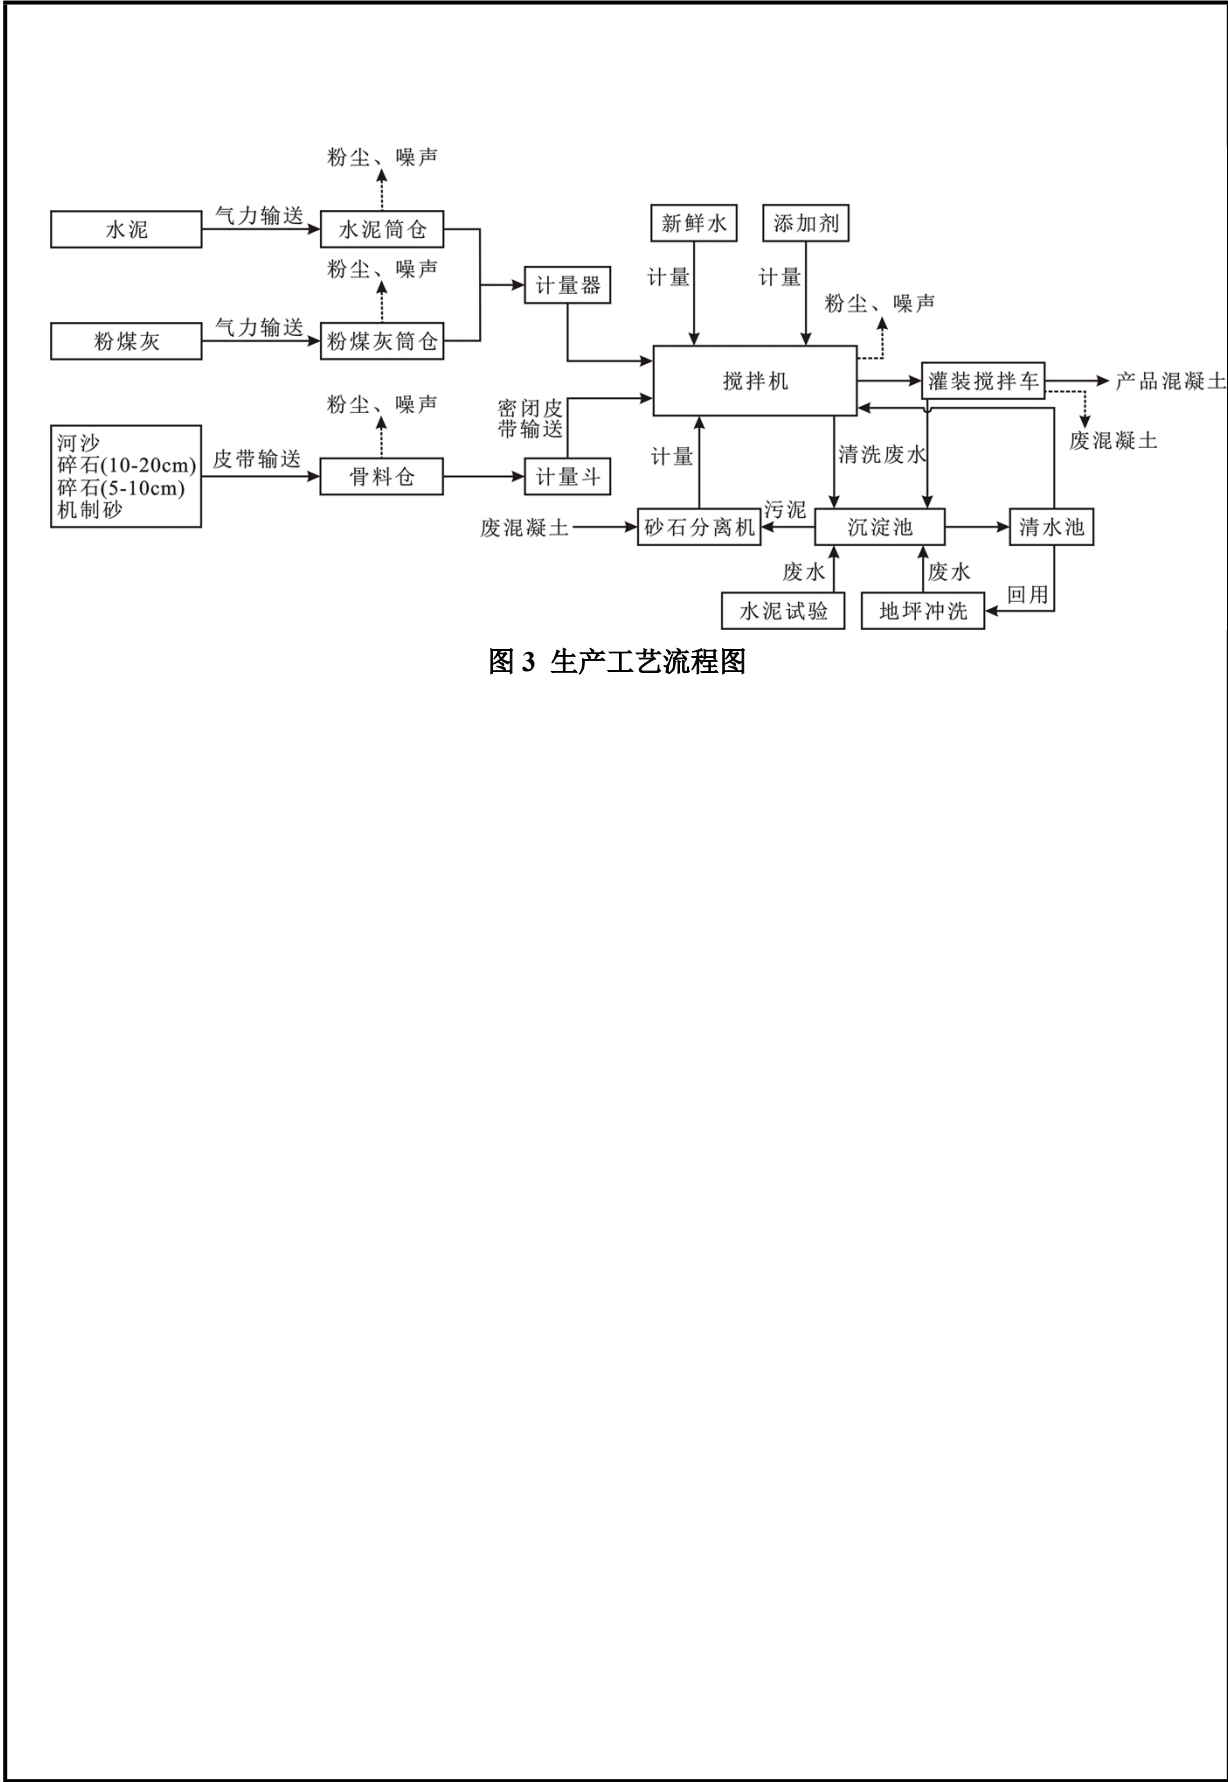 粉尘、噪声
水泥
气力输送
水泥筒仓
新鲜水
添加剂
粉尘、噪声
计量器
计量
计量
粉煤灰
气力输送
粉煤灰筒仓
粉尘、噪声
搅拌机
灌装搅拌车
产品混凝土
粉尘、噪声
密闭皮
带输送
废混凝土
河沙
碎石(10-20cm)
碎石(5-10cm)
机制砂
皮带输送
骨料仓
计量斗
计量
清洗废水
废混凝土
砂石分离机
污泥
沉淀池
清水池
废水
废水
回用
水泥试验
地坪冲洗
图 3 生产工艺流程图